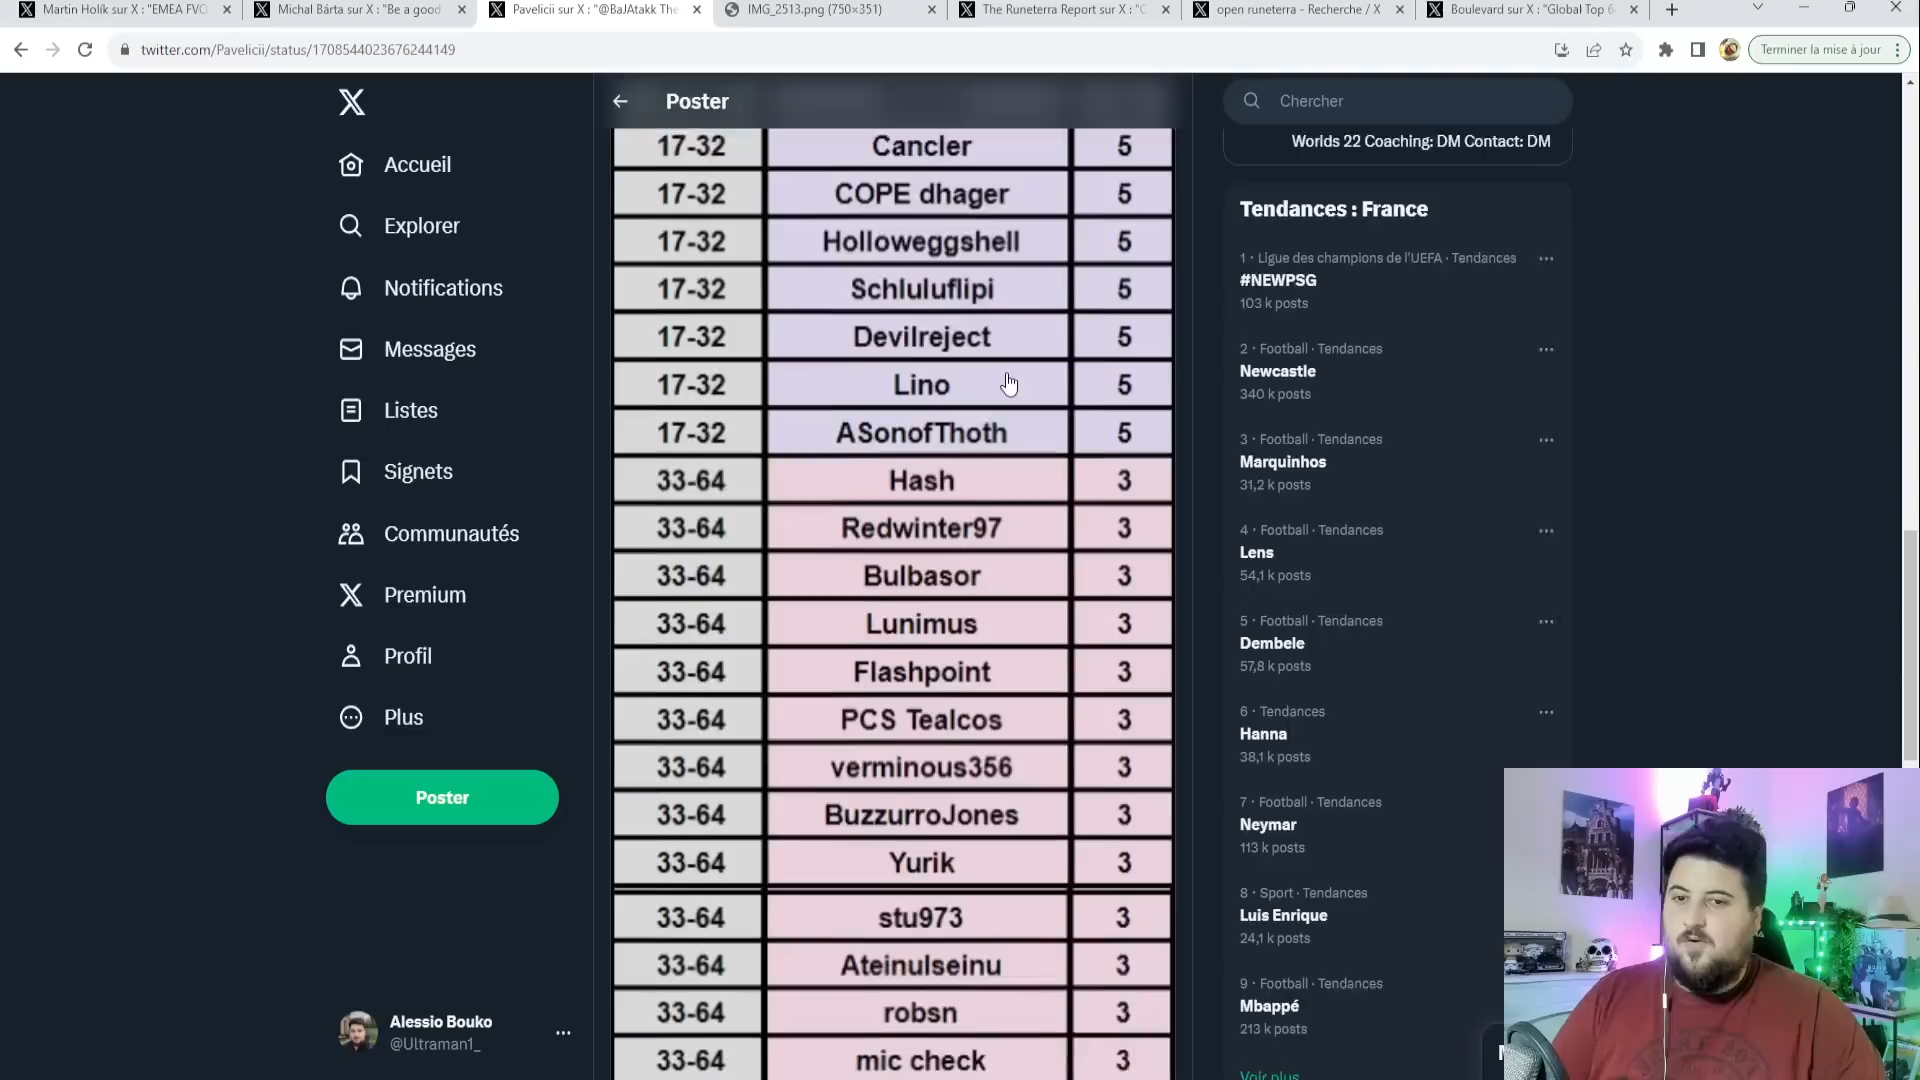 Martin Holík sur X : "EMEA FVO
Michal Bárta sur X : "Be a good
Pavelicii sur X : "@BaJAtakk The
IMG_2513.png (750×351)
The Runeterra Report sur X : "C
open runeterra - Recherche / X
Boulevard sur X : "Global Top 6
twitter.com/Pavelicii/status/1708544023676244149
Terminer la mise à jour
Accueil
Explorer
Notifications
Messages
Listes
Signets
Communautés
Premium
Profil
Plus
Poster
Alessio Bouko
@Ultraman1_
Poster
17-32 Cancler 5
17-32 COPE dhager 5
17-32 Holloweggshell 5
17-32 Schluluflipi 5
17-32 Devilreject 5
17-32 Lino 5
17-32 ASonofThoth 5
33-64 Hash 3
33-64 Redwinter97 3
33-64 Bulbasor 3
33-64 Lunimus 3
33-64 Flashpoint 3
33-64 PCS Tealcos 3
33-64 verminous356 3
33-64 BuzzurroJones 3
33-64 Yurik 3
33-64 stu973 3
33-64 Ateinulseinu 3
33-64 robsn 3
33-64 mic check 3
Chercher
Worlds 22 Coaching: DM Contact: DM
Tendances : France
1 · Ligue des champions de l'UEFA · Tendances
#NEWPSG
103 k posts
2 · Football · Tendances
Newcastle
340 k posts
3 · Football · Tendances
Marquinhos
31,2 k posts
4 · Football · Tendances
Lens
54,1 k posts
5 · Football · Tendances
Dembele
57,8 k posts
6 · Tendances
Hanna
38,1 k posts
7 · Football · Tendances
Neymar
113 k posts
8 · Sport · Tendances
Luis Enrique
24,1 k posts
9 · Football · Tendances
Mbappé
213 k posts
Voir plus